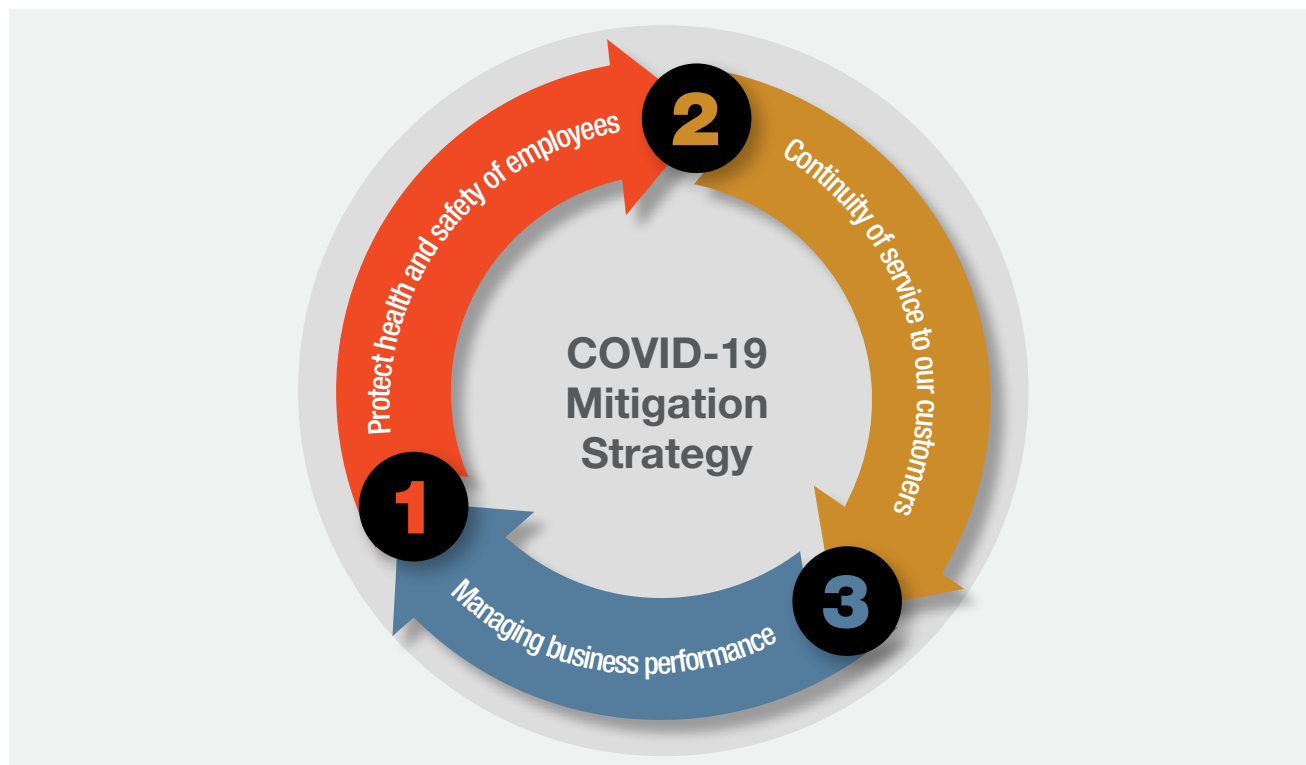 COVID-19
Mitigation
Strategy
1
Protect health and safety of employees
2
Continuity of service to our customers
3
Managing business performance